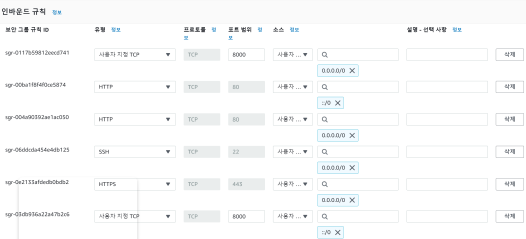 인바운드 규칙 정보
보안 그룹 규칙 ID 유형 정보 프로토콜 정보 포트 범위 정보 소스 정보 설명 - 선택 사항 정보
sgr-0117b59812eecd741 사용자 지정 TCP TCP 8000 사용자 ... 삭제
0.0.0.0/0
sgr-00ba1f8f4f0ce5874 HTTP TCP 80 사용자 ... 삭제
::/0
sgr-004a90392ae1ac050 HTTP TCP 80 사용자 ... 삭제
0.0.0.0/0
sgr-06ddcda454e4db125 SSH TCP 22 사용자 ... 삭제
0.0.0.0/0
sgr-0e2133afdedb0bdb2 HTTPS TCP 443 사용자 ... 삭제
0.0.0.0/0
sgr-03db936a22a47b2c6 사용자 지정 TCP TCP 8000 사용자 ... 삭제
::/0